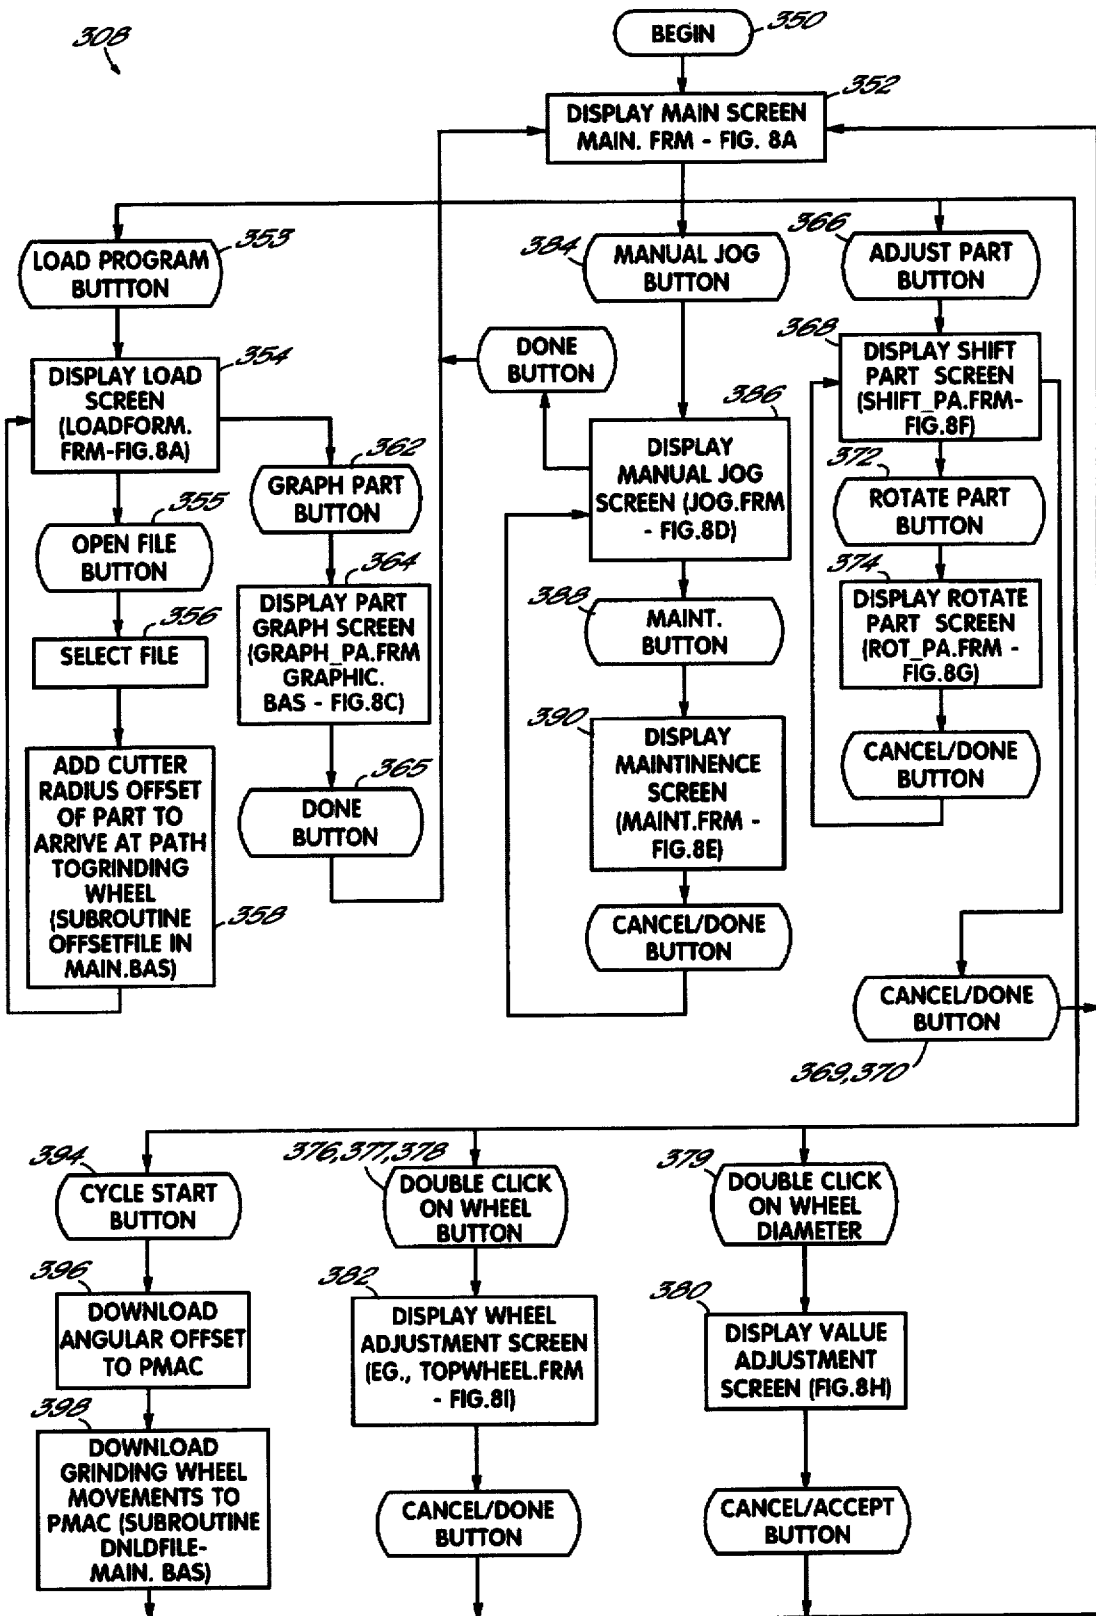 308
BEGIN
350
DISPLAY MAIN SCREEN
MAIN. FRM - FIG. 8A
352
LOAD PROGRAM
BUTTTON
353
DISPLAY LOAD
SCREEN
(LOADFORM.
FRM-FIG.8A)
354
OPEN FILE
BUTTON
355
SELECT FILE
356
ADD CUTTER
RADIUS OFFSET
OF PART TO
ARRIVE AT PATH
TOGRINDING
WHEEL
(SUBROUTINE
OFFSETFILE IN
MAIN.BAS)
358
GRAPH PART
BUTTON
362
DISPLAY PART
GRAPH SCREEN
(GRAPH_PA.FRM
GRAPHIC.
BAS - FIG.8C)
364
DONE
BUTTON
365
MANUAL JOG
BUTTON
384
DONE
BUTTON
DISPLAY
MANUAL JOG
SCREEN (JOG.FRM
- FIG.8D)
386
MAINT.
BUTTON
388
DISPLAY
MAINTINENCE
SCREEN
(MAINT.FRM -
FIG.8E)
390
CANCEL/DONE
BUTTON
ADJUST PART
BUTTON
366
DISPLAY SHIFT
PART SCREEN
(SHIFT_PA.FRM-
FIG.8F)
368
ROTATE PART
BUTTON
372
DISPLAY ROTATE
PART SCREEN
(ROT_PA.FRM -
FIG.8G)
374
CANCEL/DONE
BUTTON
CANCEL/DONE
BUTTON
369,370
CYCLE START
BUTTON
394
DOWNLOAD
ANGULAR OFFSET
TO PMAC
396
DOWNLOAD
GRINDING WHEEL
MOVEMENTS TO
PMAC (SUBROUTINE
DNLDFILE-
MAIN. BAS)
398
DOUBLE CLICK
ON WHEEL
BUTTON
376,377,378
DISPLAY WHEEL
ADJUSTMENT SCREEN
(EG., TOPWHEEL.FRM
- FIG.8I)
382
CANCEL/DONE
BUTTON
DOUBLE CLICK
ON WHEEL
DIAMETER
379
DISPLAY VALUE
ADJUSTMENT
SCREEN (FIG.8H)
380
CANCEL/ACCEPT
BUTTON